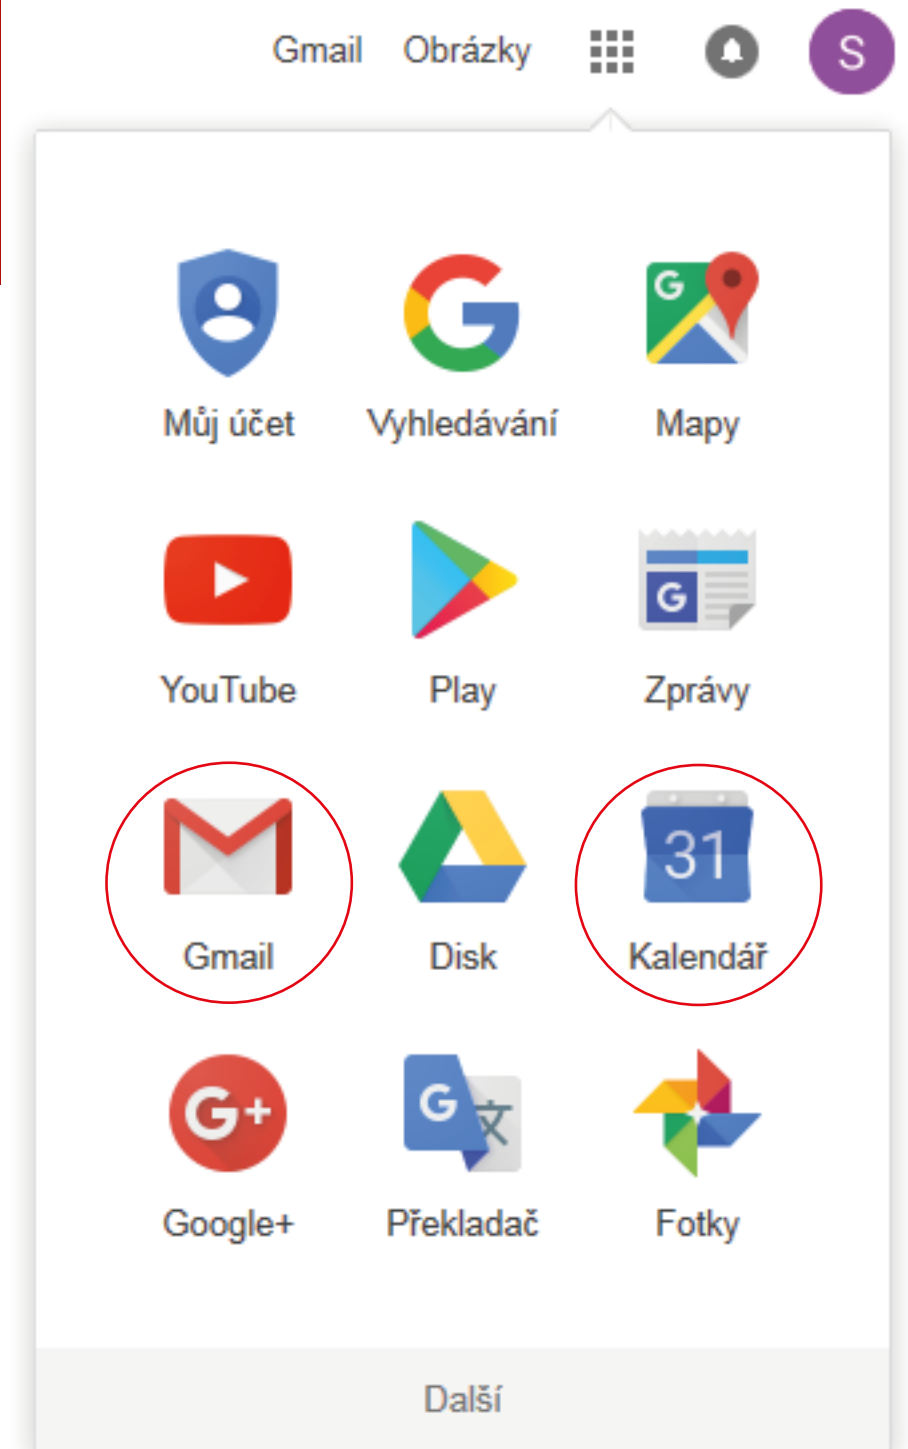 Gmail Obrázky S
Můj účet Vyhledávání Mapy
YouTube Play Zprávy
31
Gmail Disk Kalendář
G+
Google+ Překladač Fotky
Další